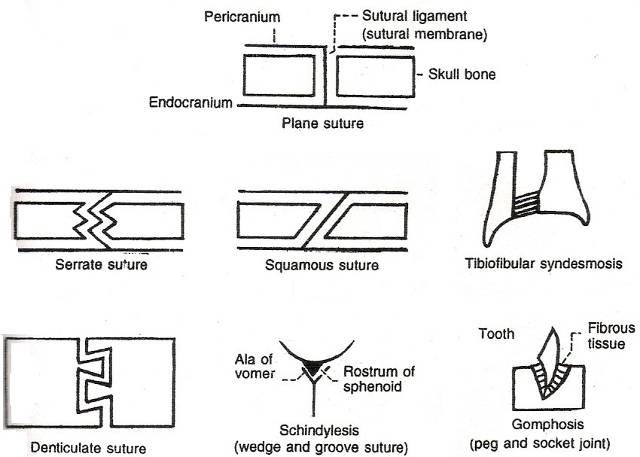 Pericranium
Sutural ligament
(sutural membrane)
Skull bone
Endocranium
Plane suture
Serrate suture
Squamous suture
Tibiofibular syndesmosis
Ala of
vomer
Rostrum of
sphenoid
Tooth
Fibrous
tissue
Denticulate suture
Schindylesis
(wedge and groove suture)
Gomphosis
(peg and socket joint)